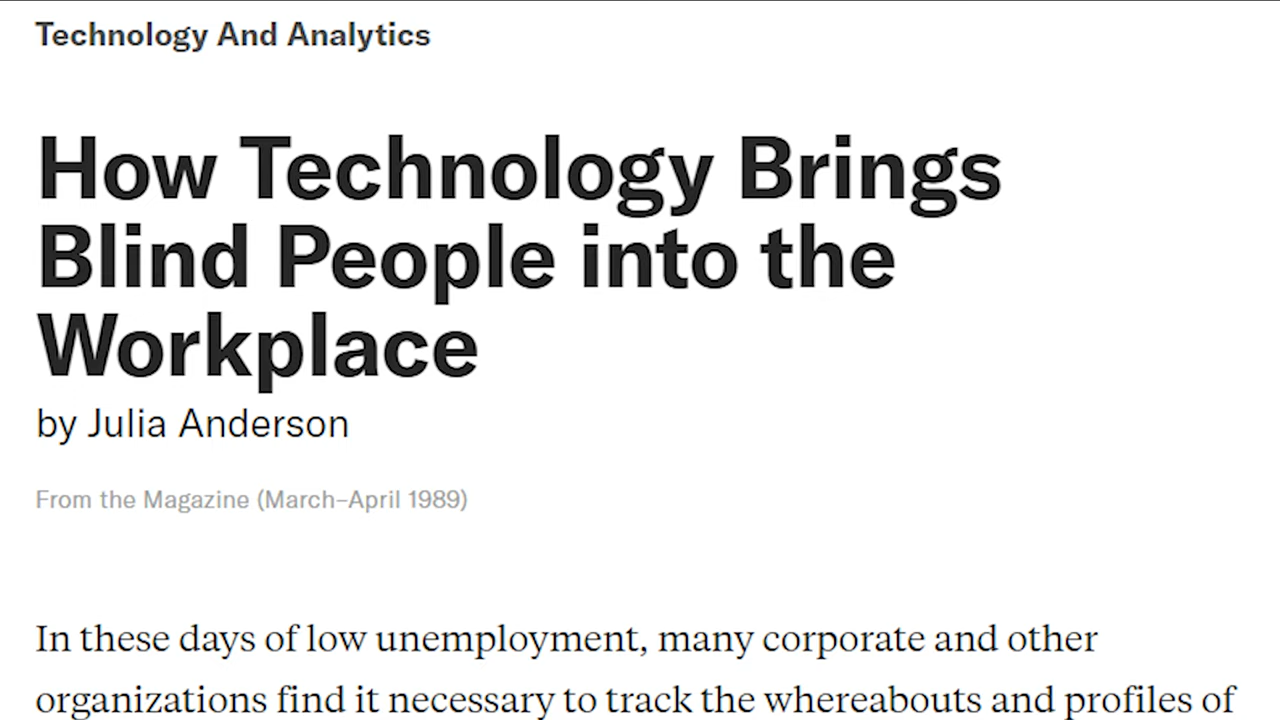 Technology And Analytics
How Technology Brings
Blind People into the
Workplace
by Julia Anderson
From the Magazine (March–April 1989)
In these days of low unemployment, many corporate and other
organizations find it necessary to track the whereabouts and profiles of